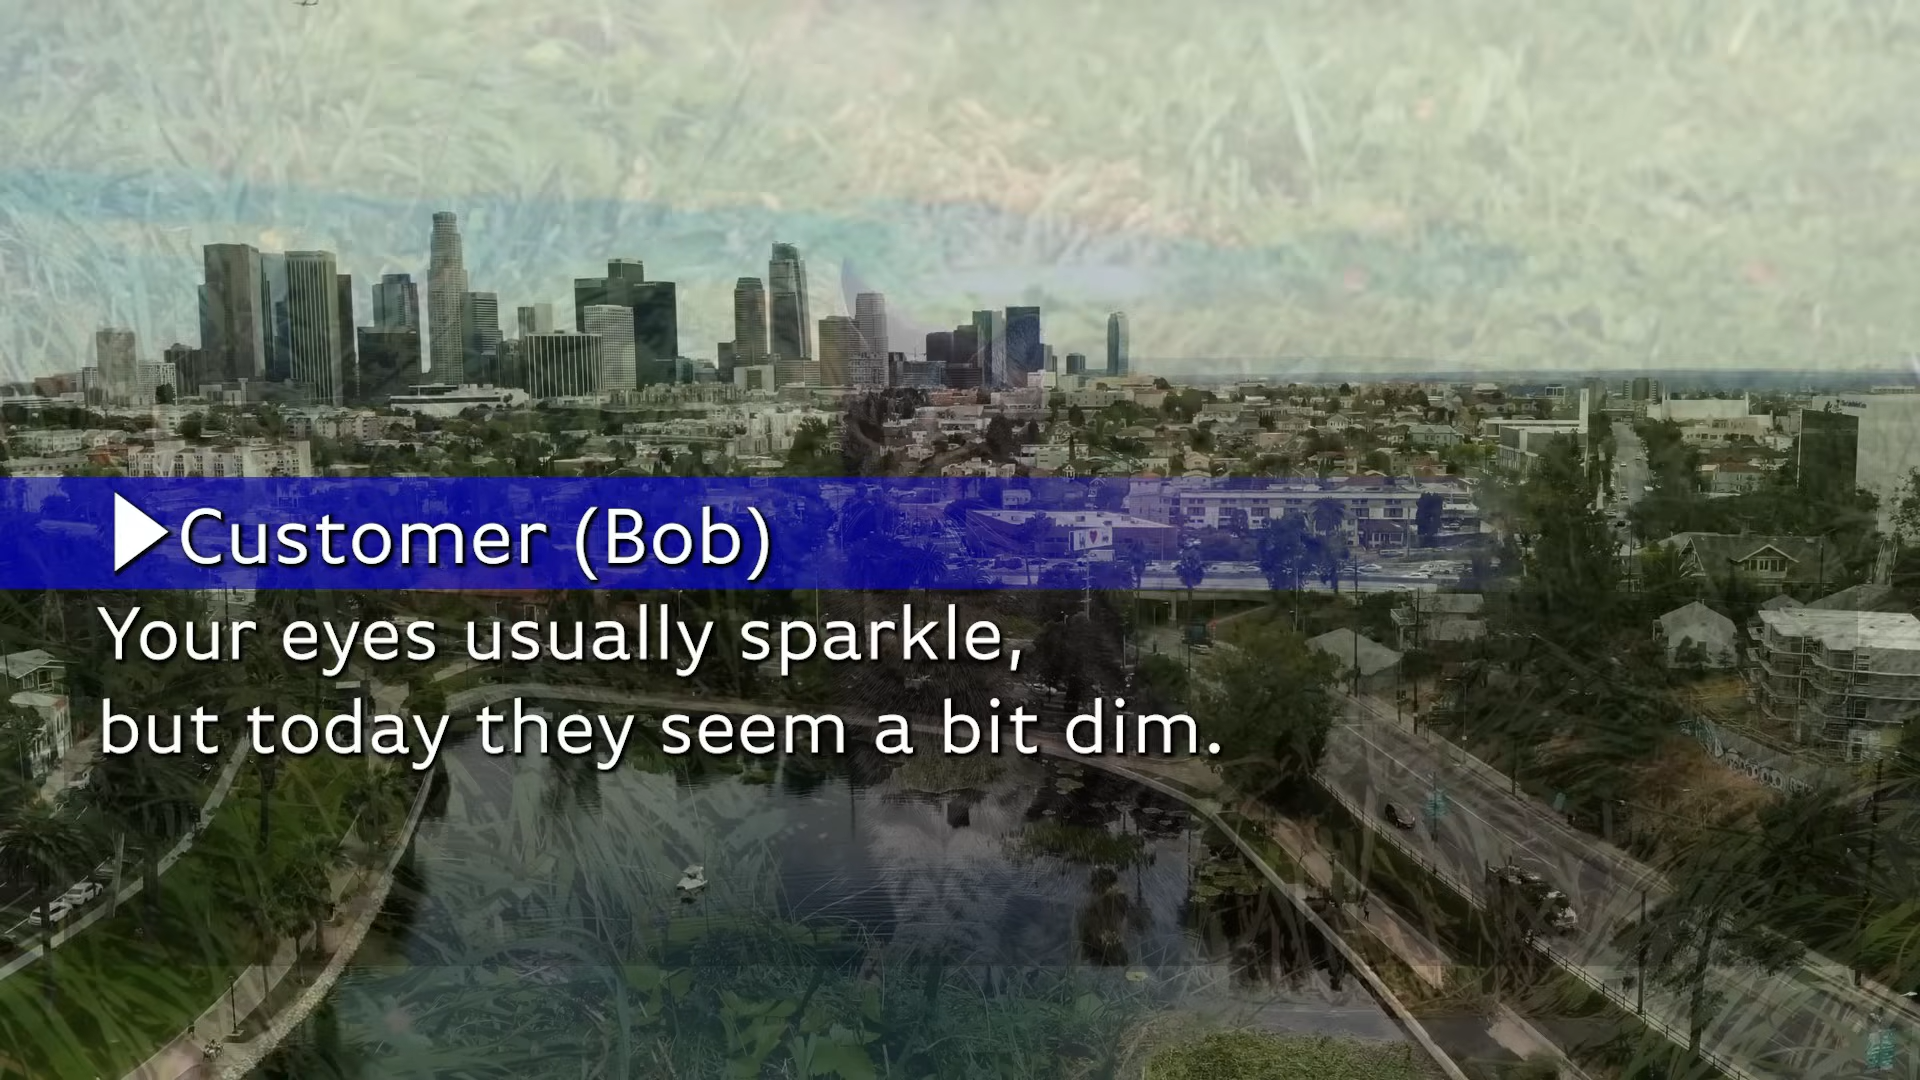 ▶Customer (Bob)
Your eyes usually sparkle,
but today they seem a bit dim.